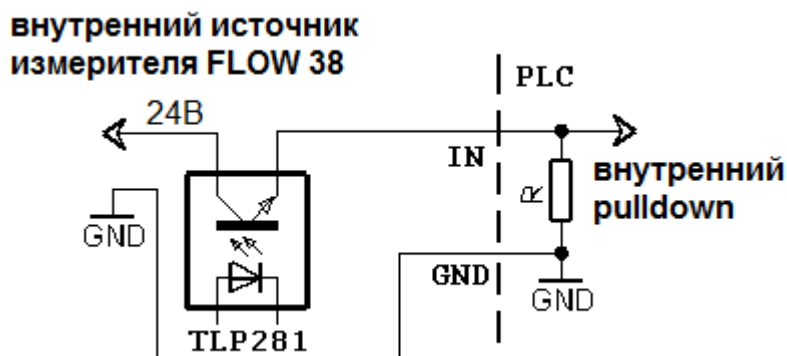 внутренний источник
измерителя FLOW 38
PLC
24В
IN
внутренний
pulldown
R
GND
GND
GND
TLP281